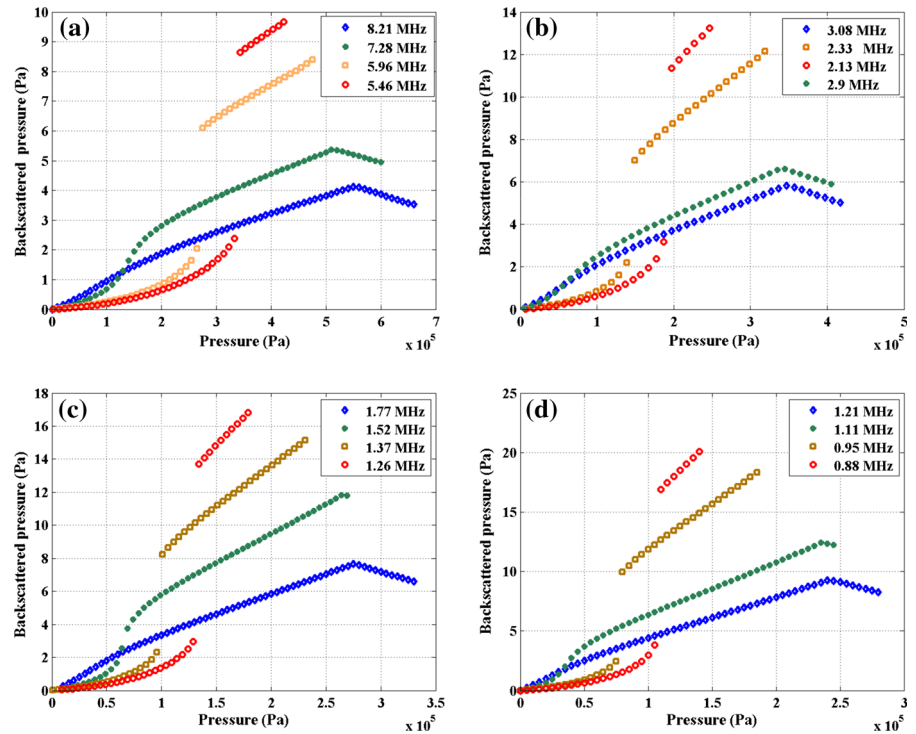 (a)
8.21 MHz
7.28 MHz
5.96 MHz
5.46 MHz
Backscattered pressure (Pa)
10
9
8
7
6
5
4
3
2
1
0
0 1 2 3 4 5 6 7
Pressure (Pa)
x 10^5
(b)
3.08 MHz
2.33 MHz
2.13 MHz
2.9 MHz
Backscattered pressure (Pa)
14
12
10
8
6
4
2
0
0 1 2 3 4 5
Pressure (Pa)
x 10^5
(c)
1.77 MHz
1.52 MHz
1.37 MHz
1.26 MHz
Backscattered pressure (Pa)
18
16
14
12
10
8
6
4
2
0
0 0.5 1 1.5 2 2.5 3 3.5
Pressure (Pa)
x 10^5
(d)
1.21 MHz
1.11 MHz
0.95 MHz
0.88 MHz
Backscattered pressure (Pa)
25
20
15
10
5
0
0 0.5 1 1.5 2 2.5 3
Pressure (Pa)
x 10^5